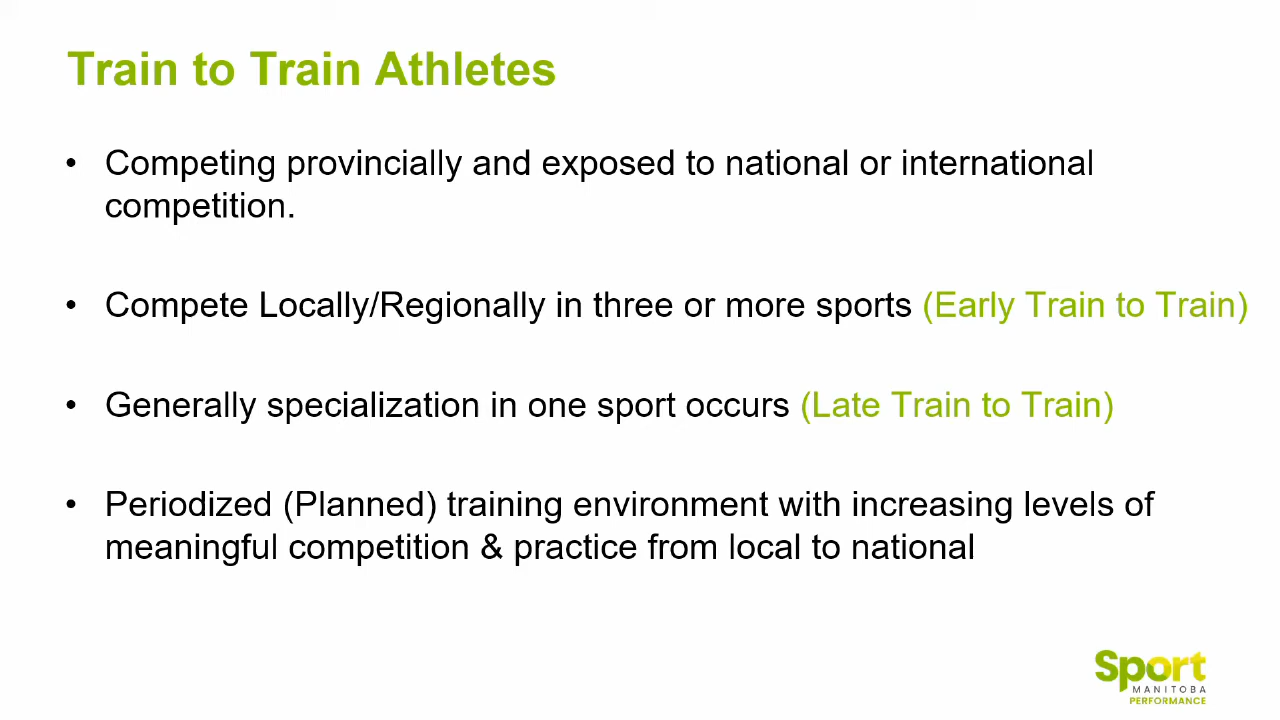 Train to Train Athletes
• Competing provincially and exposed to national or international
competition.
• Compete Locally/Regionally in three or more sports (Early Train to Train)
• Generally specialization in one sport occurs (Late Train to Train)
• Periodized (Planned) training environment with increasing levels of
meaningful competition & practice from local to national
Sport
MANITOBA
PERFORMANCE